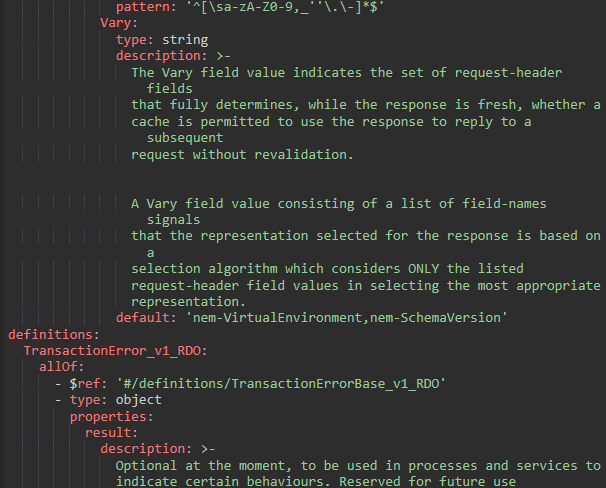 pattern: '^[\sa-zA-Z0-9,_''\.\-]*$'
Vary:
type: string
description: >-
The Vary field value indicates the set of request-header
fields
that fully determines, while the response is fresh, whether a
cache is permitted to use the response to reply to a
subsequent
request without revalidation.
A Vary field value consisting of a list of field-names
signals
that the representation selected for the response is based on
a
selection algorithm which considers ONLY the listed
request-header field values in selecting the most appropriate
representation.
default: 'nem-VirtualEnvironment,nem-SchemaVersion'
definitions:
TransactionError_v1_RDO:
allOf:
- $ref: '#/definitions/TransactionErrorBase_v1_RDO'
- type: object
properties:
result:
description: >-
Optional at the moment, to be used in processes and services to
indicate certain behaviours. Reserved for future use